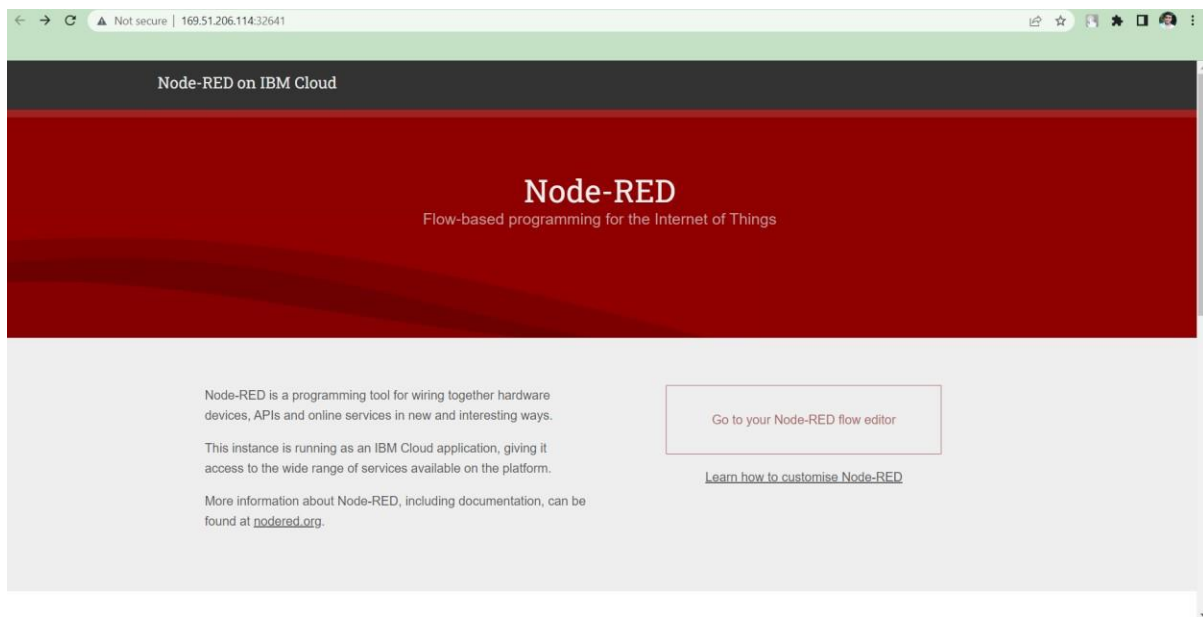 Not secure | 169.51.206.114:32641
Node-RED on IBM Cloud
Node-RED
Flow-based programming for the Internet of Things
Node-RED is a programming tool for wiring together hardware
devices, APIs and online services in new and interesting ways.
This instance is running as an IBM Cloud application, giving it
access to the wide range of services available on the platform.
More information about Node-RED, including documentation, can be
found at nodered.org.
Go to your Node-RED flow editor
Learn how to customise Node-RED